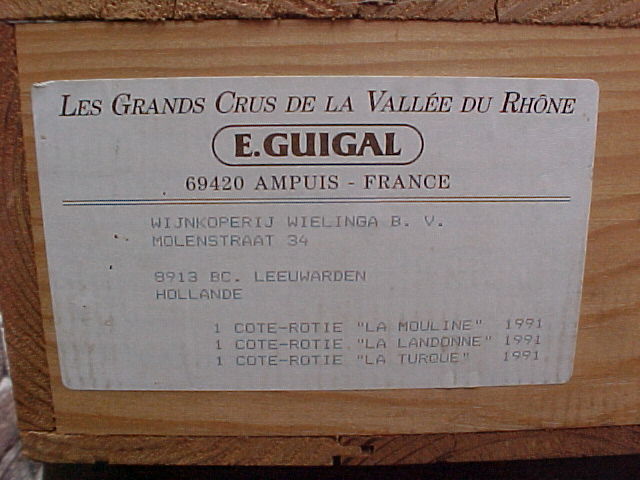 LES GRANDS CRUS DE LA VALLÉE DU RHÔNE
E.GUIGAL
69420 AMPUIS - FRANCE
WIJNKOPERIJ WIELINGA B. V.
MOLENSTRAAT 34
8913 BC. LEEUWARDEN
HOLLANDE
1 COTE-ROTIE "LA MOULINE" 1991
1 COTE-ROTIE "LA LANDONNE" 1991
1 COTE-ROTIE "LA TURQUE" 1991